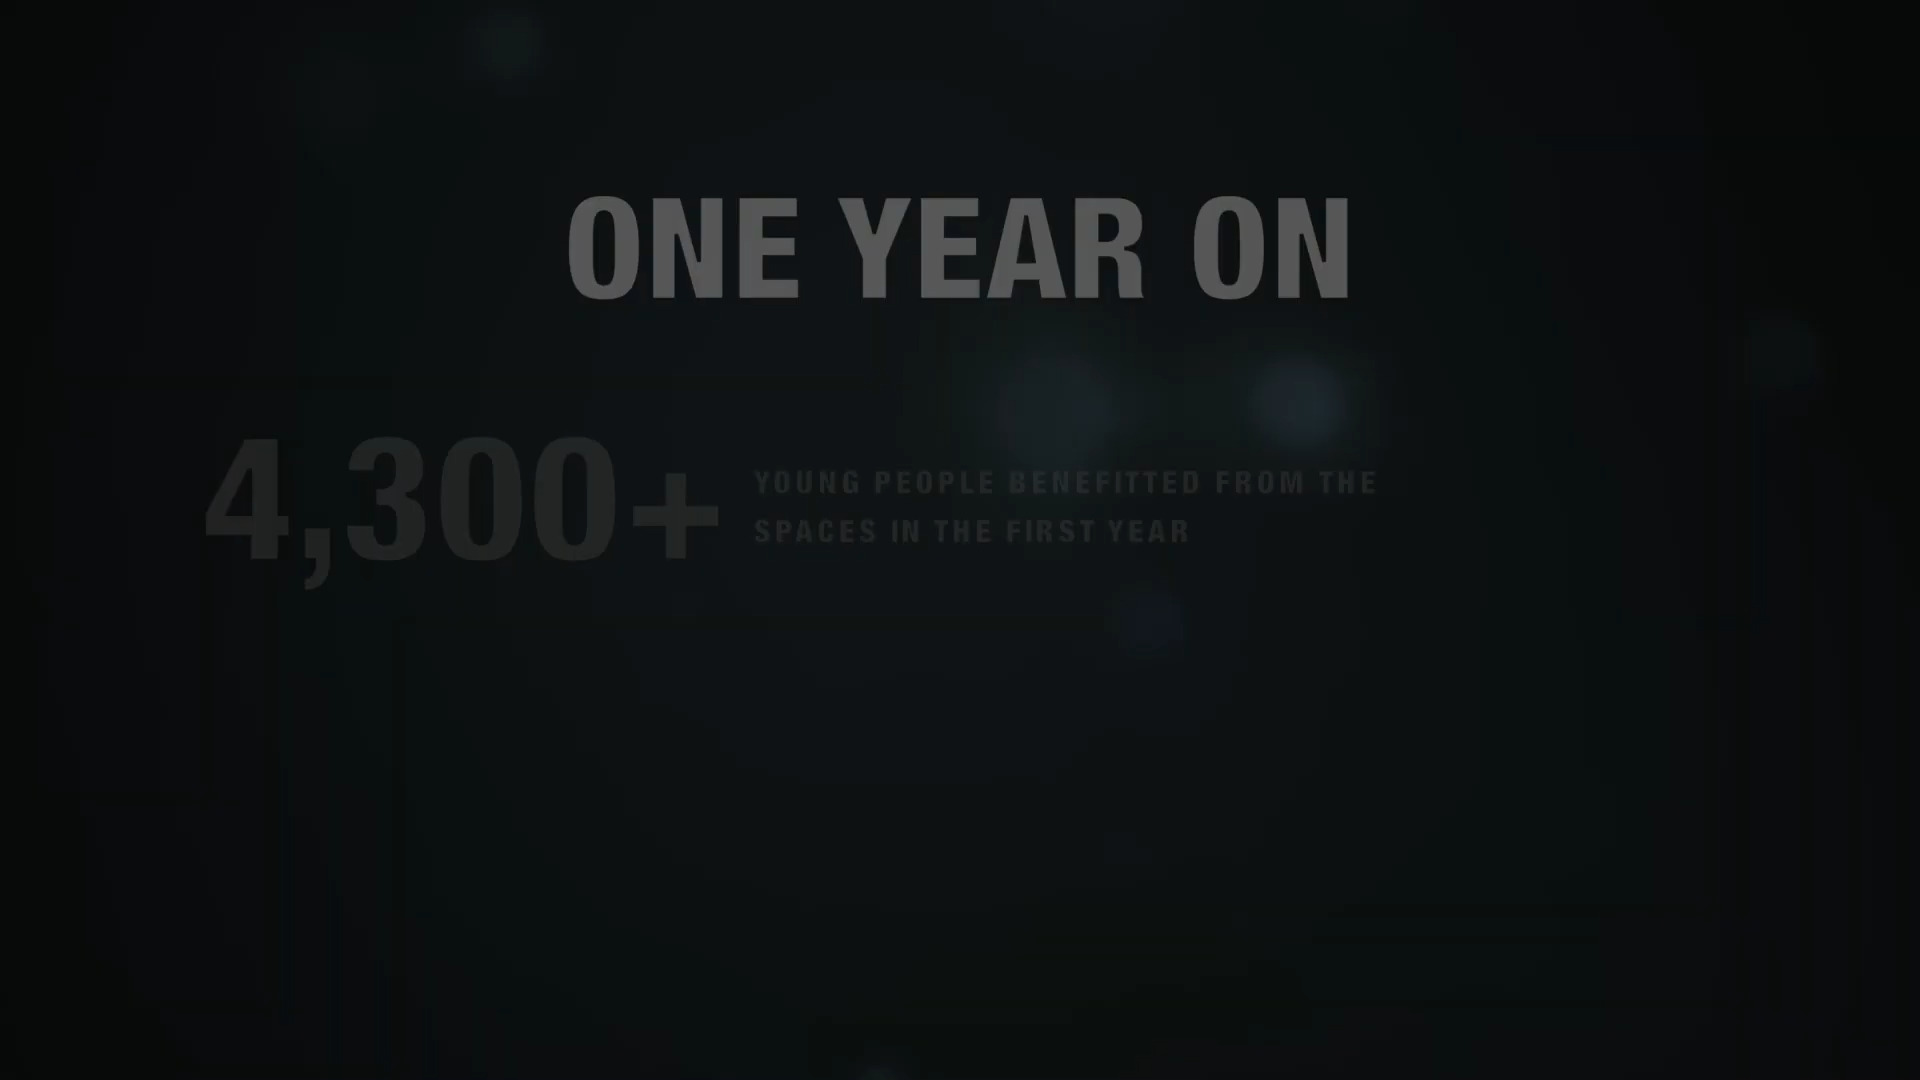 ONE YEAR ON
4,300+
YOUNG PEOPLE BENEFITTED FROM THE
SPACES IN THE FIRST YEAR